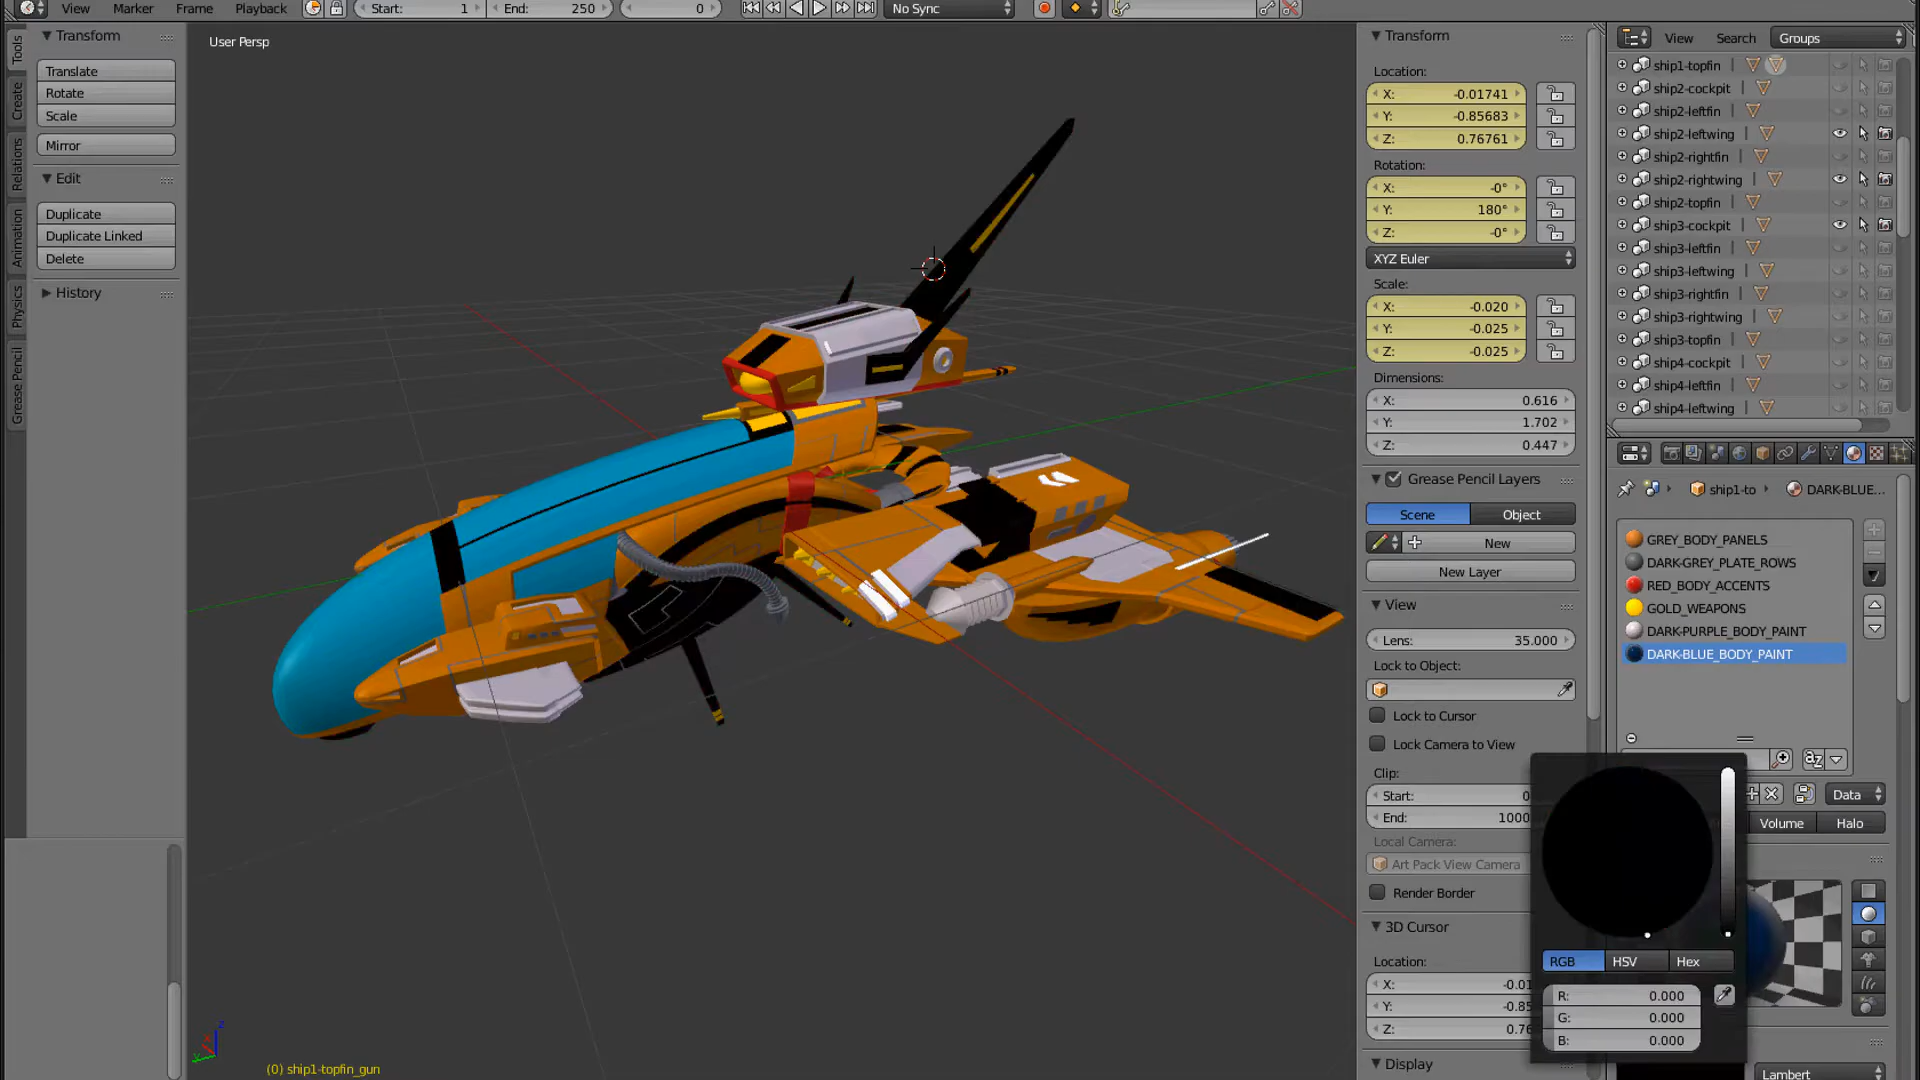 View Marker Frame Playback Start: 1 End: 250 0 No Sync
Tools
Create
Relations
Animation
Physics
Grease Pencil
Transform
Translate
Rotate
Scale
Mirror
Edit
Duplicate
Duplicate Linked
Delete
History
User Persp
(0) ship1-topfin_gun
Transform
Location:
X: -0.01741
Y: -0.85683
Z: 0.76761
Rotation:
X: -0°
Y: 180°
Z: -0°
XYZ Euler
Scale:
X: -0.020
Y: -0.025
Z: -0.025
Dimensions:
X: 0.616
Y: 1.702
Z: 0.447
Grease Pencil Layers
Scene Object
New
New Layer
View
Lens: 35.000
Lock to Object:
Lock to Cursor
Lock Camera to View
Clip:
Start: 0
End: 1000
Local Camera:
Art Pack View Camera
Render Border
3D Cursor
Location:
X: -0.01
Y: -0.85
Z: 0.76
Display
View Search Groups
ship1-topfin
ship2-cockpit
ship2-leftfin
ship2-leftwing
ship2-rightfin
ship2-rightwing
ship2-topfin
ship3-cockpit
ship3-leftfin
ship3-leftwing
ship3-rightfin
ship3-rightwing
ship3-topfin
ship4-cockpit
ship4-leftfin
ship4-leftwing
ship1-to DARK-BLUE...
GREY_BODY_PANELS
DARK-GREY_PLATE_ROWS
RED_BODY_ACCENTS
GOLD_WEAPONS
DARK-PURPLE_BODY_PAINT
DARK-BLUE_BODY_PAINT
Data
Volume Halo
RGB HSV Hex
R: 0.000
G: 0.000
B: 0.000
Lambert